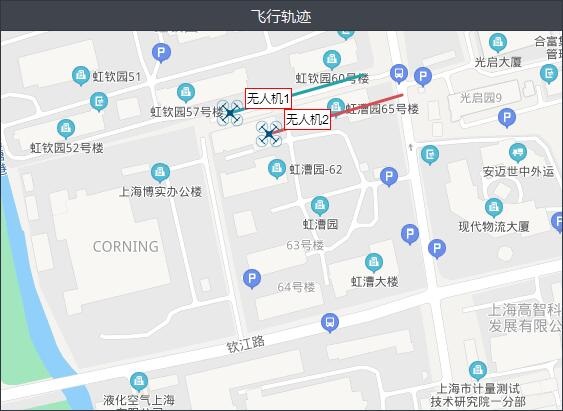 飞行轨迹
合富
管理
光启大厦
虹钦园51
虹钦园60号楼
无人机1
光启园9
虹钦园57号楼
虹漕园65号楼
无人机2
虹钦园52号楼
虹漕园-62
安迈世中外运
上海博实办公楼
虹漕园
现代物流大厦
CORNING
63号楼
64号楼
虹漕大楼
上海高智科
发展有限公
钦江路
上海市计量测试
技术研究院一分部
液化空气上海
P
P
P
P
P
P
P
P
P